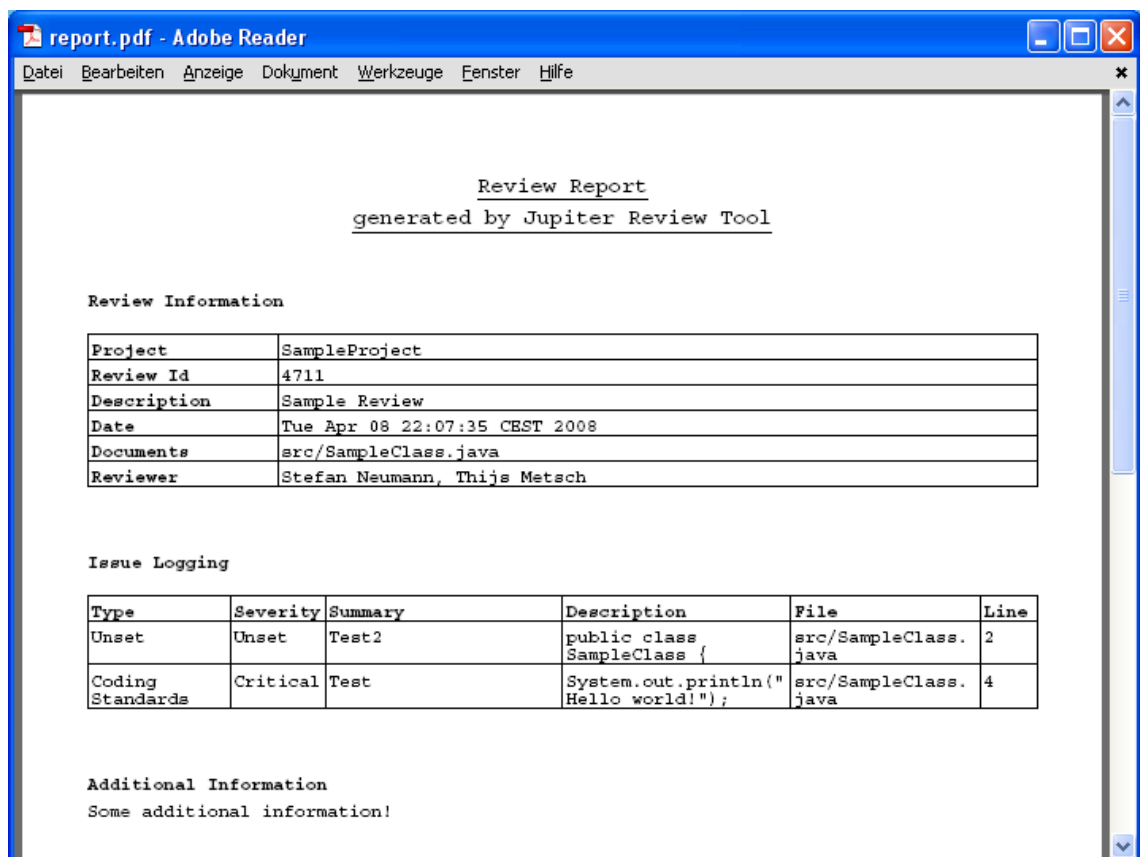 report.pdf - Adobe Reader
Datei Bearbeiten Anzeige Dokument Werkzeuge Fenster Hilfe
Review Report
generated by Jupiter Review Tool
Review Information
Project SampleProject
Review Id 4711
Description Sample Review
Date Tue Apr 08 22:07:35 CEST 2008
Documents src/SampleClass.java
Reviewer Stefan Neumann, Thijs Metsch
Issue Logging
Type Severity Summary Description File Line
Unset Unset Test2 public class src/SampleClass. 2
SampleClass { java
Coding Critical Test System.out.println(" src/SampleClass. 4
Standards Hello world!"); java
Additional Information
Some additional information!